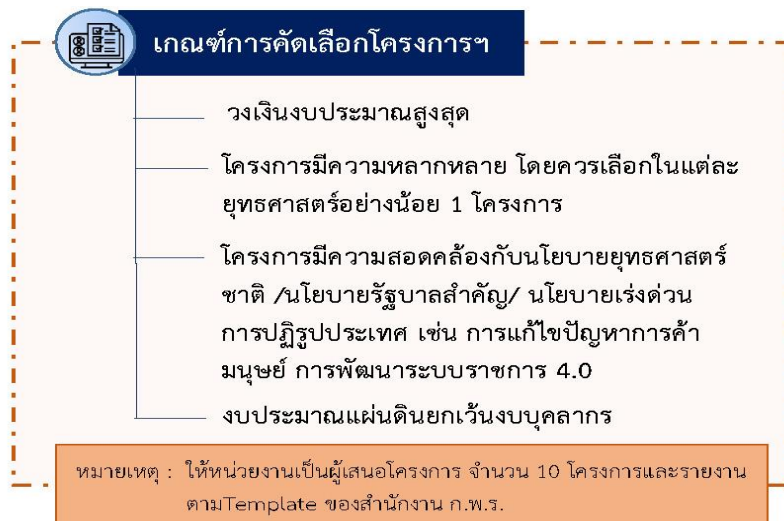 เกณฑ์การคัดเลือกโครงการฯ
วงเงินงบประมาณสูงสุด
โครงการมีความหลากหลาย โดยควรเลือกในแต่ละ
ยุทธศาสตร์อย่างน้อย 1 โครงการ
โครงการมีความสอดคล้องกับนโยบายยุทธศาสตร์
ชาติ /นโยบายรัฐบาลสำคัญ/ นโยบายเร่งด่วน
การปฏิรูปประเทศ เช่น การแก้ไขปัญหาการค้า
มนุษย์ การพัฒนาระบบราชการ 4.0
งบประมาณแผ่นดินยกเว้นงบบุคลากร
หมายเหตุ : ให้หน่วยงานเป็นผู้เสนอโครงการ จำนวน 10 โครงการและรายงาน
ตามTemplate ของสำนักงาน ก.พ.ร.